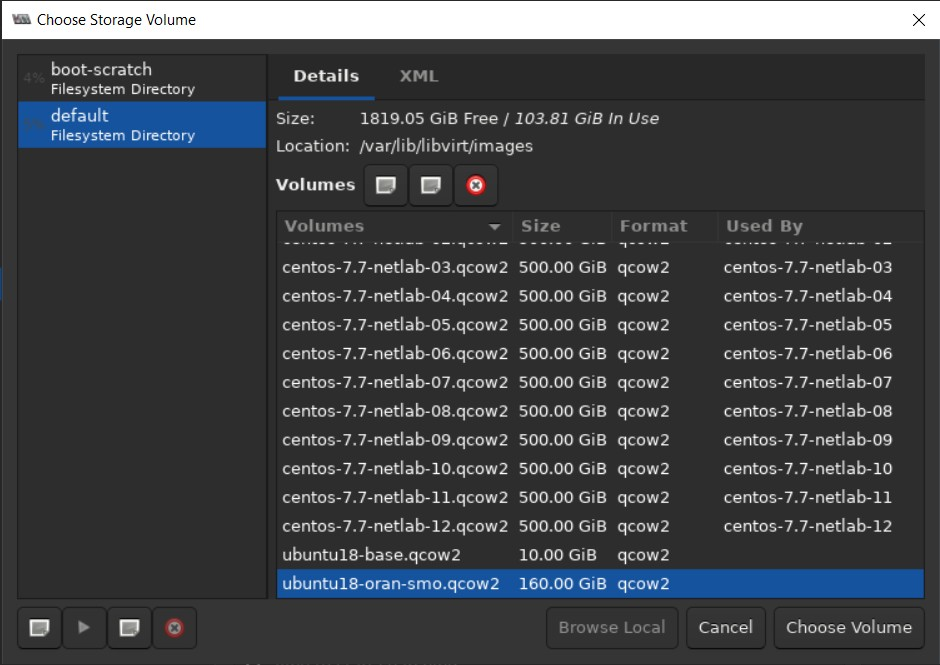 Choose Storage Volume
4% boot-scratch
Filesystem Directory
default
Filesystem Directory
Details XML
Size: 1819.05 GiB Free / 103.81 GiB In Use
Location: /var/lib/libvirt/images
Volumes
Volumes Size Format Used By
centos-7.7-netlab-03.qcow2 500.00 GiB qcow2 centos-7.7-netlab-03
centos-7.7-netlab-04.qcow2 500.00 GiB qcow2 centos-7.7-netlab-04
centos-7.7-netlab-05.qcow2 500.00 GiB qcow2 centos-7.7-netlab-05
centos-7.7-netlab-06.qcow2 500.00 GiB qcow2 centos-7.7-netlab-06
centos-7.7-netlab-07.qcow2 500.00 GiB qcow2 centos-7.7-netlab-07
centos-7.7-netlab-08.qcow2 500.00 GiB qcow2 centos-7.7-netlab-08
centos-7.7-netlab-09.qcow2 500.00 GiB qcow2 centos-7.7-netlab-09
centos-7.7-netlab-10.qcow2 500.00 GiB qcow2 centos-7.7-netlab-10
centos-7.7-netlab-11.qcow2 500.00 GiB qcow2 centos-7.7-netlab-11
centos-7.7-netlab-12.qcow2 500.00 GiB qcow2 centos-7.7-netlab-12
ubuntu18-base.qcow2 10.00 GiB qcow2
ubuntu18-oran-smo.qcow2 160.00 GiB qcow2
Browse Local Cancel Choose Volume